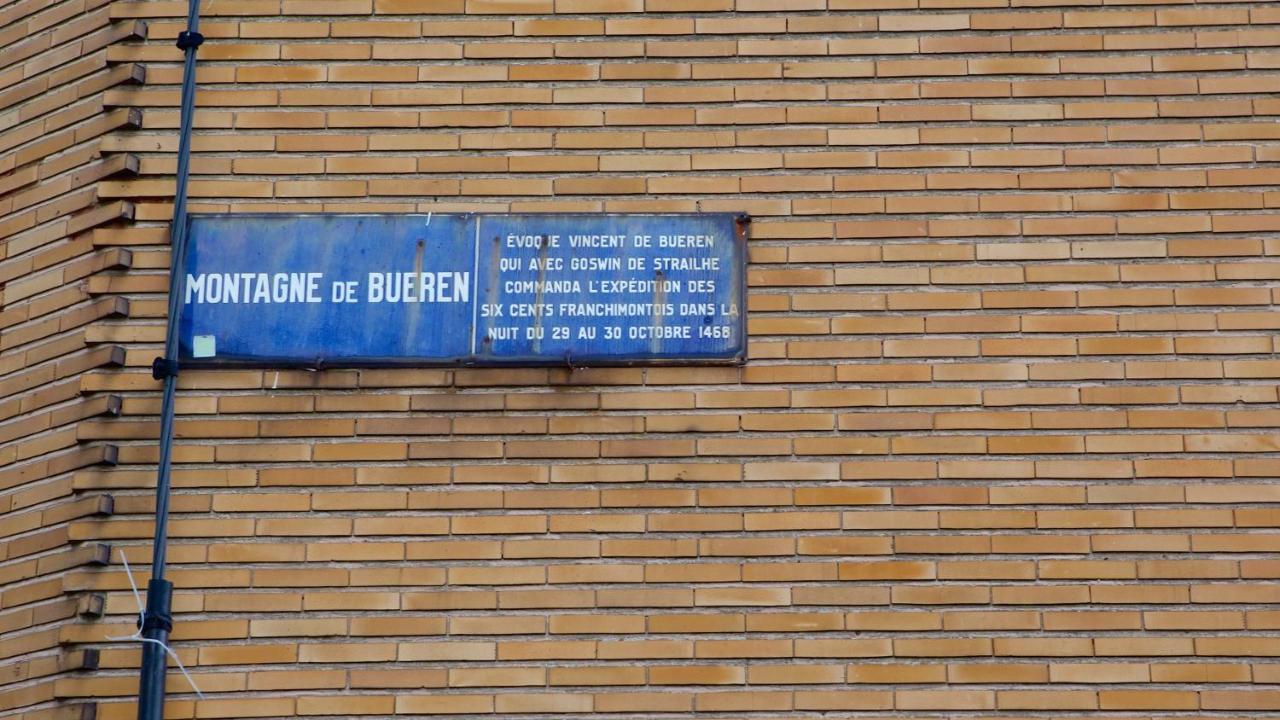 MONTAGNE DE BUEREN
ÉVOQUE VINCENT DE BUEREN
QUI AVEC GOSWIN DE STRAILHE
COMMANDA L'EXPÉDITION DES
SIX CENTS FRANCHIMONTOIS DANS LA
NUIT DU 29 AU 30 OCTOBRE 1468